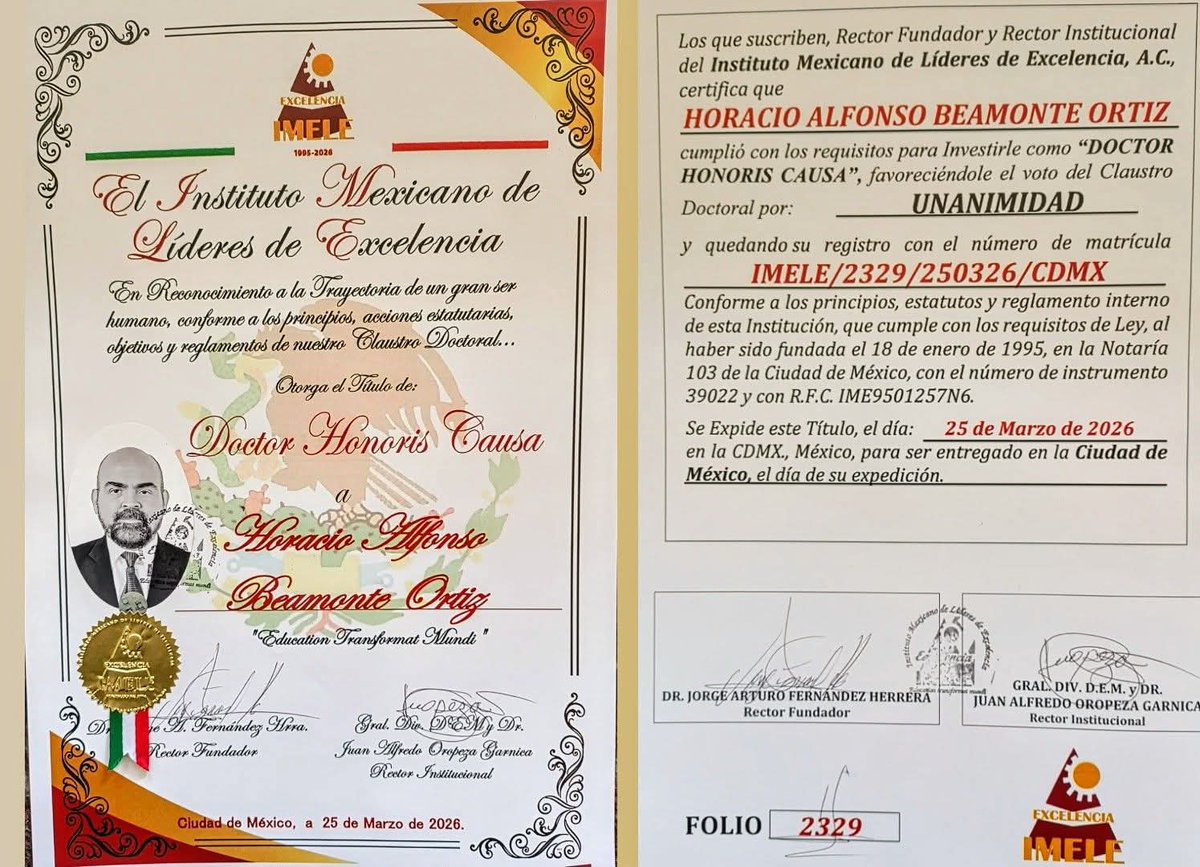 EXCELENCIA
IMELE
1995-2026
El Instituto Mexicano de
Líderes de Excelencia
En Reconocimiento a la Trayectoria de un gran ser
humano, conforme a los principios, acciones estatutarias,
objetivos y reglamentos de nuestro Claustro Doctoral...
Otorga el Título de:
Doctor Honoris Causa
a
Horacio Alfonso
Beamonte Ortiz
"Education Transformat Mundi "
EXCELENCIA
IMELE
A. Fernández Hrra.
Rector Fundador
Gral. Div. D.E.M. y Dr.
Juan Alfredo Oropeza Garnica
Rector Institucional
Ciudad de México, a 25 de Marzo de 2026.
Los que suscriben, Rector Fundador y Rector Institucional
del Instituto Mexicano de Líderes de Excelencia, A.C.,
certifica que
HORACIO ALFONSO BEAMONTE ORTIZ
cumplió con los requisitos para Investirle como “DOCTOR
HONORIS CAUSA”, favoreciéndole el voto del Claustro
Doctoral por: UNANIMIDAD
y quedando su registro con el número de matrícula
IMELE/2329/250326/CDMX
Conforme a los principios, estatutos y reglamento interno
de esta Institución, que cumple con los requisitos de Ley, al
haber sido fundada el 18 de enero de 1995, en la Notaría
103 de la Ciudad de México, con el número de instrumento
39022 y con R.F.C. IME9501257N6.
Se Expide este Título, el día: 25 de Marzo de 2026
en la CDMX., México, para ser entregado en la Ciudad de
México, el día de su expedición.
Instituto Mexicano de Líderes de Excelencia
DR. JORGE ARTURO FERNÁNDEZ HERRERA
Rector Fundador
GRAL. DIV. D.E.M. y DR.
JUAN ALFREDO OROPEZA GARNICA
Rector Institucional
FOLIO 2329
EXCELENCIA
IMELE